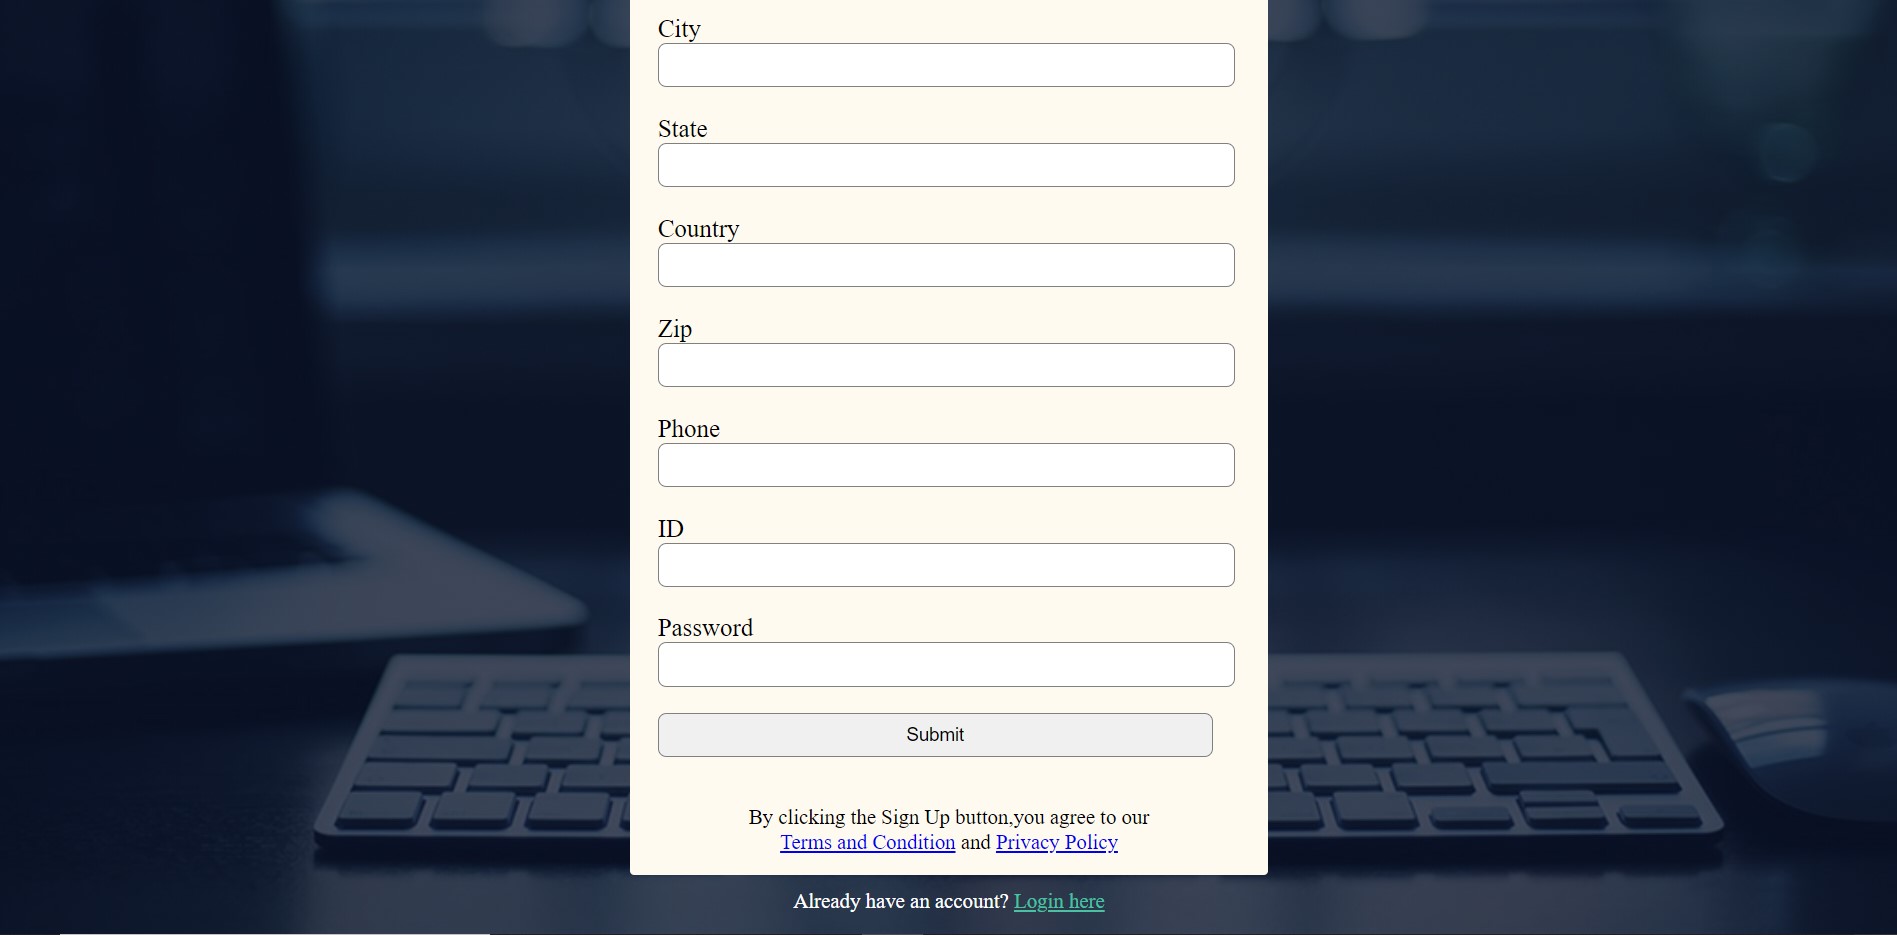 City
State
Country
Zip
Phone
ID
Password
Submit
By clicking the Sign Up button,you agree to our
Terms and Condition and Privacy Policy
Already have an account? Login here